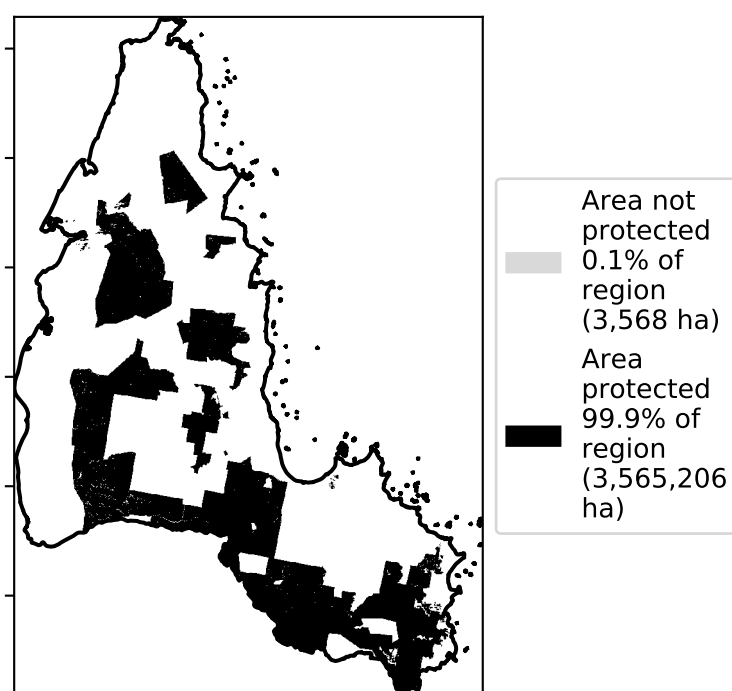 Area not
protected
0.1% of
region
(3,568 ha)
Area
protected
99.9% of
region
(3,565,206
ha)